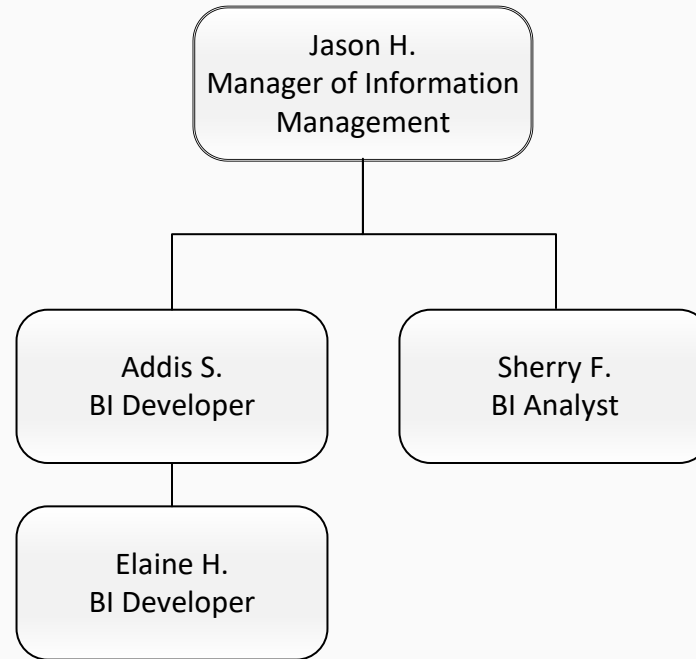 Jason H.
Manager of Information
Management
Addis S.
BI Developer
Sherry F.
BI Analyst
Elaine H.
BI Developer